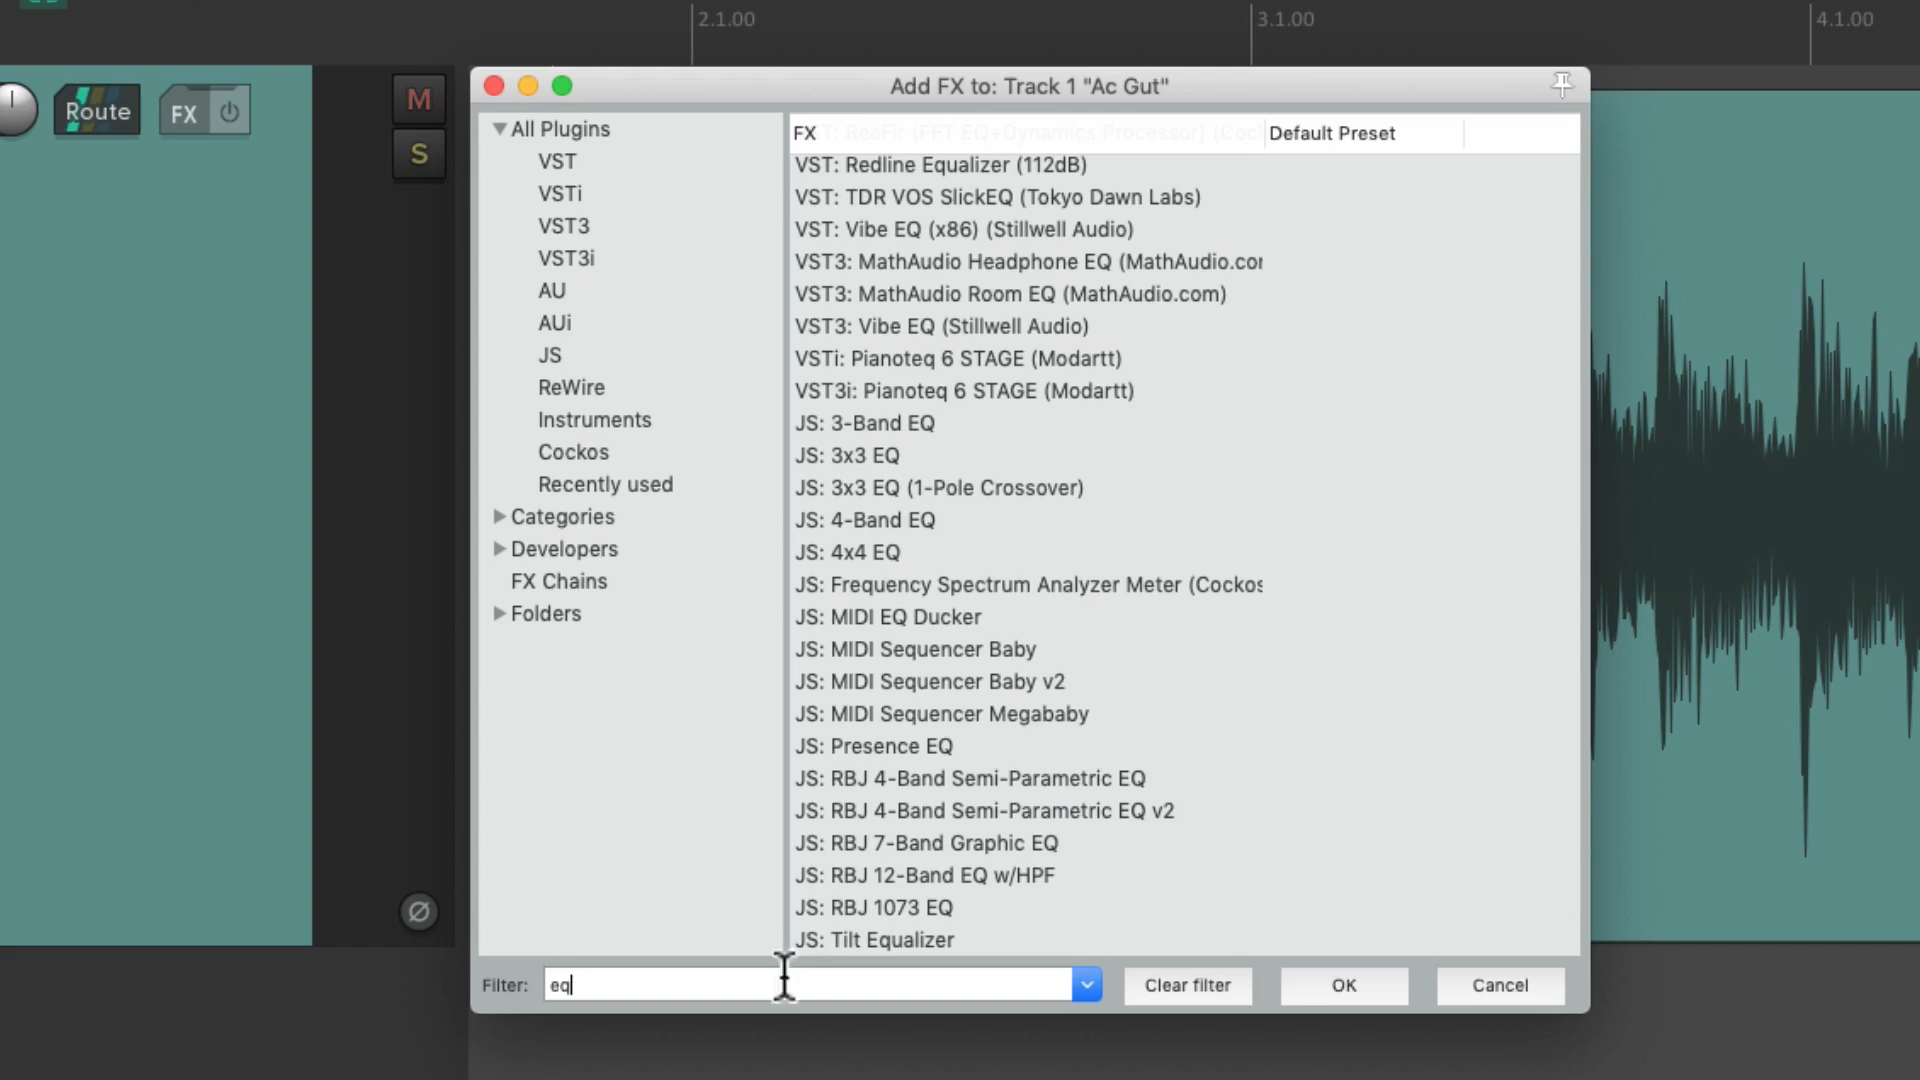 2.1.00
3.1.00
4.1.00
Route
FX
M
S
Add FX to: Track 1 "Ac Gut"
All Plugins
VST
VSTi
VST3
VST3i
AU
AUi
JS
ReWire
Instruments
Cockos
Recently used
Categories
Developers
FX Chains
Folders
FX
Default Preset
ReaFir (FFT EQ+Dynamics Processor)
VST: Redline Equalizer (112dB)
VST: TDR VOS SlickEQ (Tokyo Dawn Labs)
VST: Vibe EQ (x86) (Stillwell Audio)
VST3: MathAudio Headphone EQ (MathAudio.cor
VST3: MathAudio Room EQ (MathAudio.com)
VST3: Vibe EQ (Stillwell Audio)
VSTi: Pianoteq 6 STAGE (Modartt)
VST3i: Pianoteq 6 STAGE (Modartt)
JS: 3-Band EQ
JS: 3x3 EQ
JS: 3x3 EQ (1-Pole Crossover)
JS: 4-Band EQ
JS: 4x4 EQ
JS: Frequency Spectrum Analyzer Meter (Cockos
JS: MIDI EQ Ducker
JS: MIDI Sequencer Baby
JS: MIDI Sequencer Baby v2
JS: MIDI Sequencer Megababy
JS: Presence EQ
JS: RBJ 4-Band Semi-Parametric EQ
JS: RBJ 4-Band Semi-Parametric EQ v2
JS: RBJ 7-Band Graphic EQ
JS: RBJ 12-Band EQ w/HPF
JS: RBJ 1073 EQ
JS: Tilt Equalizer
Filter:
eq
Clear filter
OK
Cancel